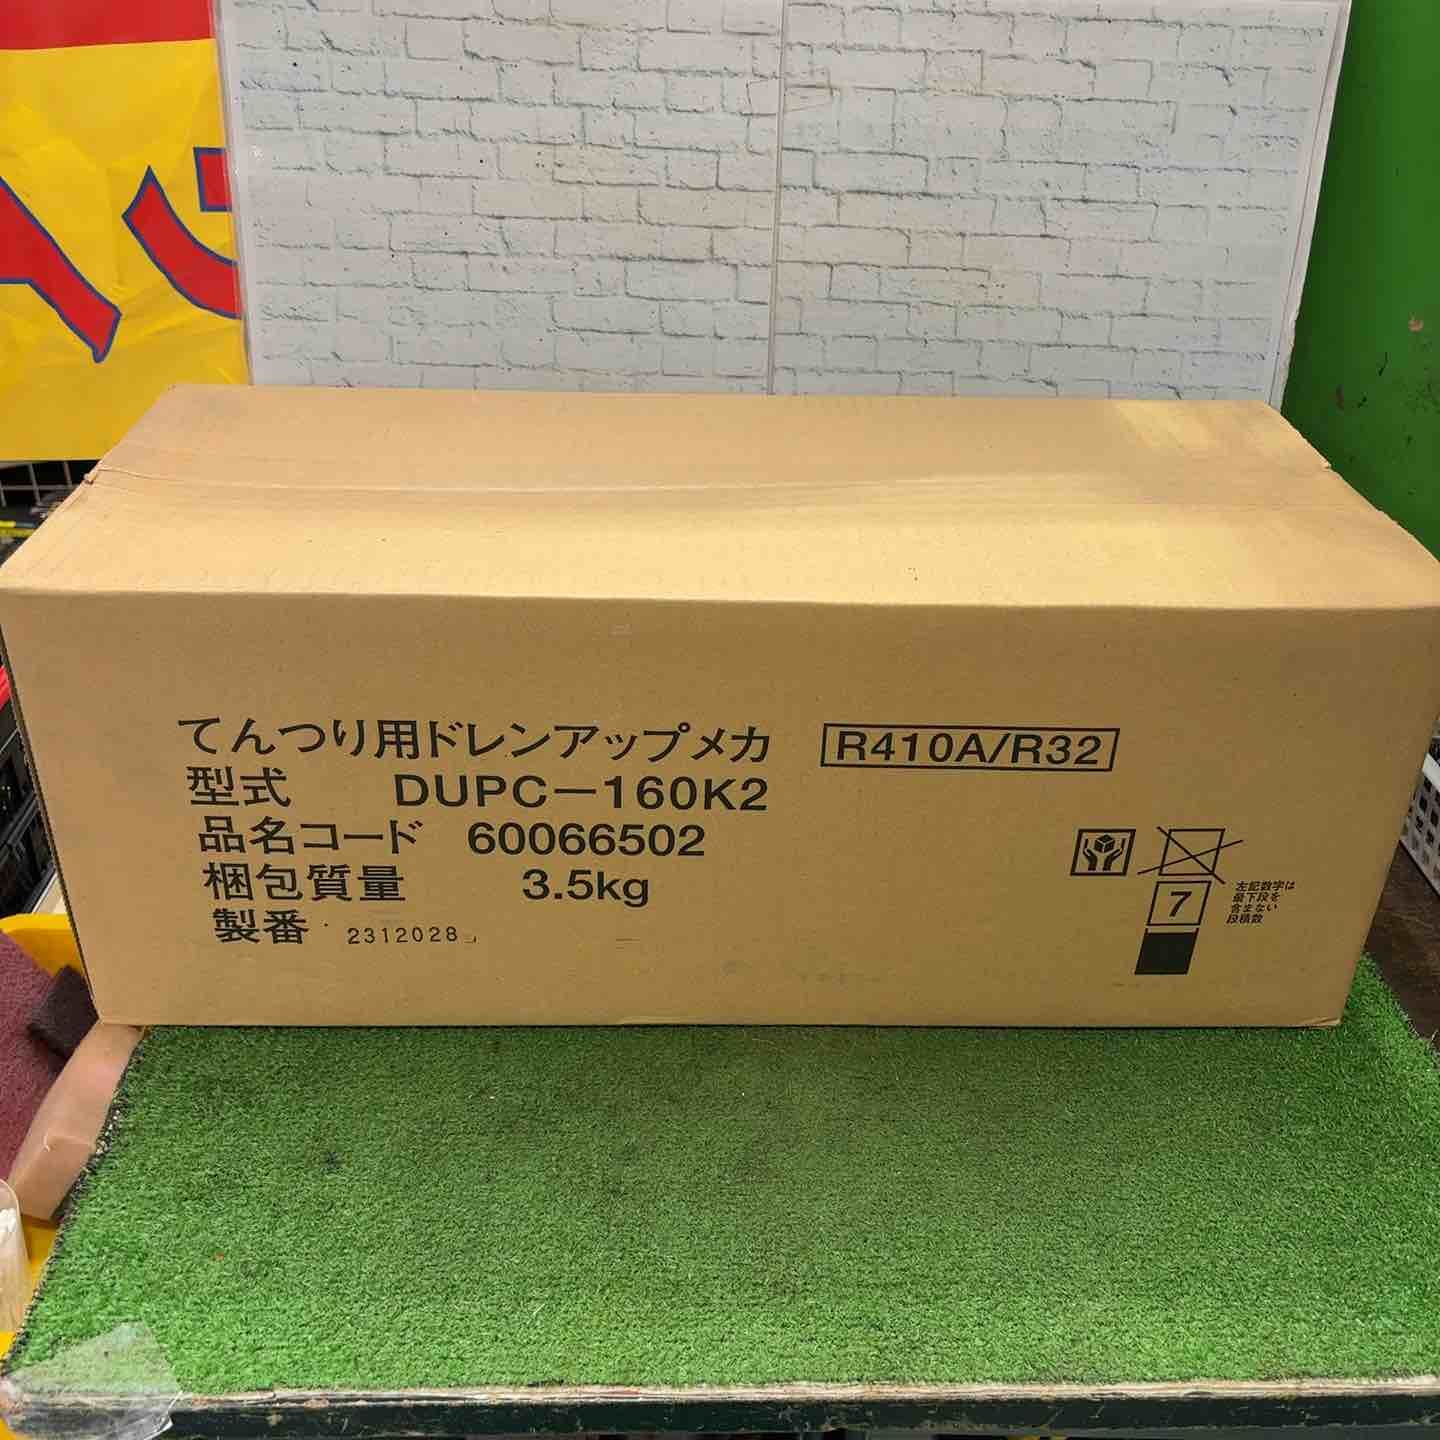 てんつり用ドレンアップメカ R410A/R32
型式 DUPC-160K2
品名コード 60066502
梱包質量 3.5kg
製番 2312028
7
左記数字は
最下段を
含まない
段積数